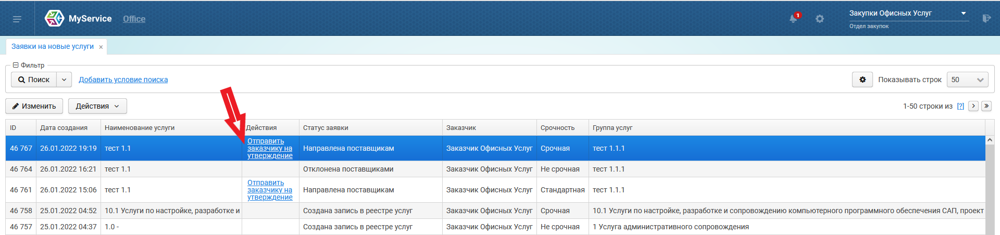 MyService Office 1 Закупки Офисных Услуг
Отдел закупок
Заявки на новые услуги ×
Фильтр
Поиск Добавить условие поиска Показывать строк 50
Изменить Действия 1-50 строки из [?]
ID Дата создания Наименование услуги Действия Статус заявки Заказчик Срочность Группа услуг
46 767 26.01.2022 19:19 тест 1.1 Отправить заказчику на утверждение Направлена поставщикам Заказчик Офисных Услуг Срочная тест 1.1.1
46 764 26.01.2022 16:21 тест 1.1 Отклонена поставщиками Заказчик Офисных Услуг Не срочная тест 1.1.1
46 761 26.01.2022 15:06 тест 1.1 Отправить заказчику на утверждение Направлена поставщикам Заказчик Офисных Услуг Стандартная тест 1.1.1
46 758 25.01.2022 04:52 10.1 Услуги по настройке, разработке и Создана запись в реестре услуг Заказчик Офисных Услуг Срочная 10.1 Услуги по настройке, разработке и сопровождению компьютерного программного обеспечения САП, проект
46 757 25.01.2022 04:37 1.0 - Создана запись в реестре услуг Заказчик Офисных Услуг Не срочная 1 Услуга административного сопровождения